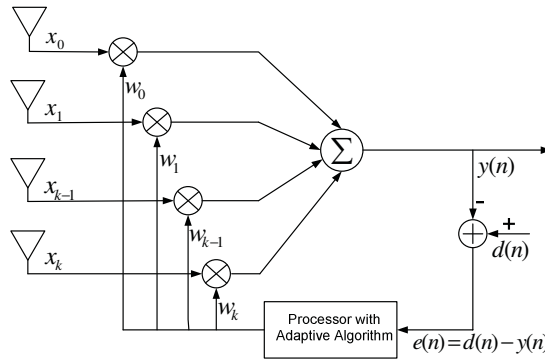 x₀
w₀
x₁
w₁
Σ
y(n)
xₖ₋₁
wₖ₋₁
-
+
+
d(n)
xₖ
wₖ
Processor with
Adaptive Algorithm
e(n)=d(n)−y(n)